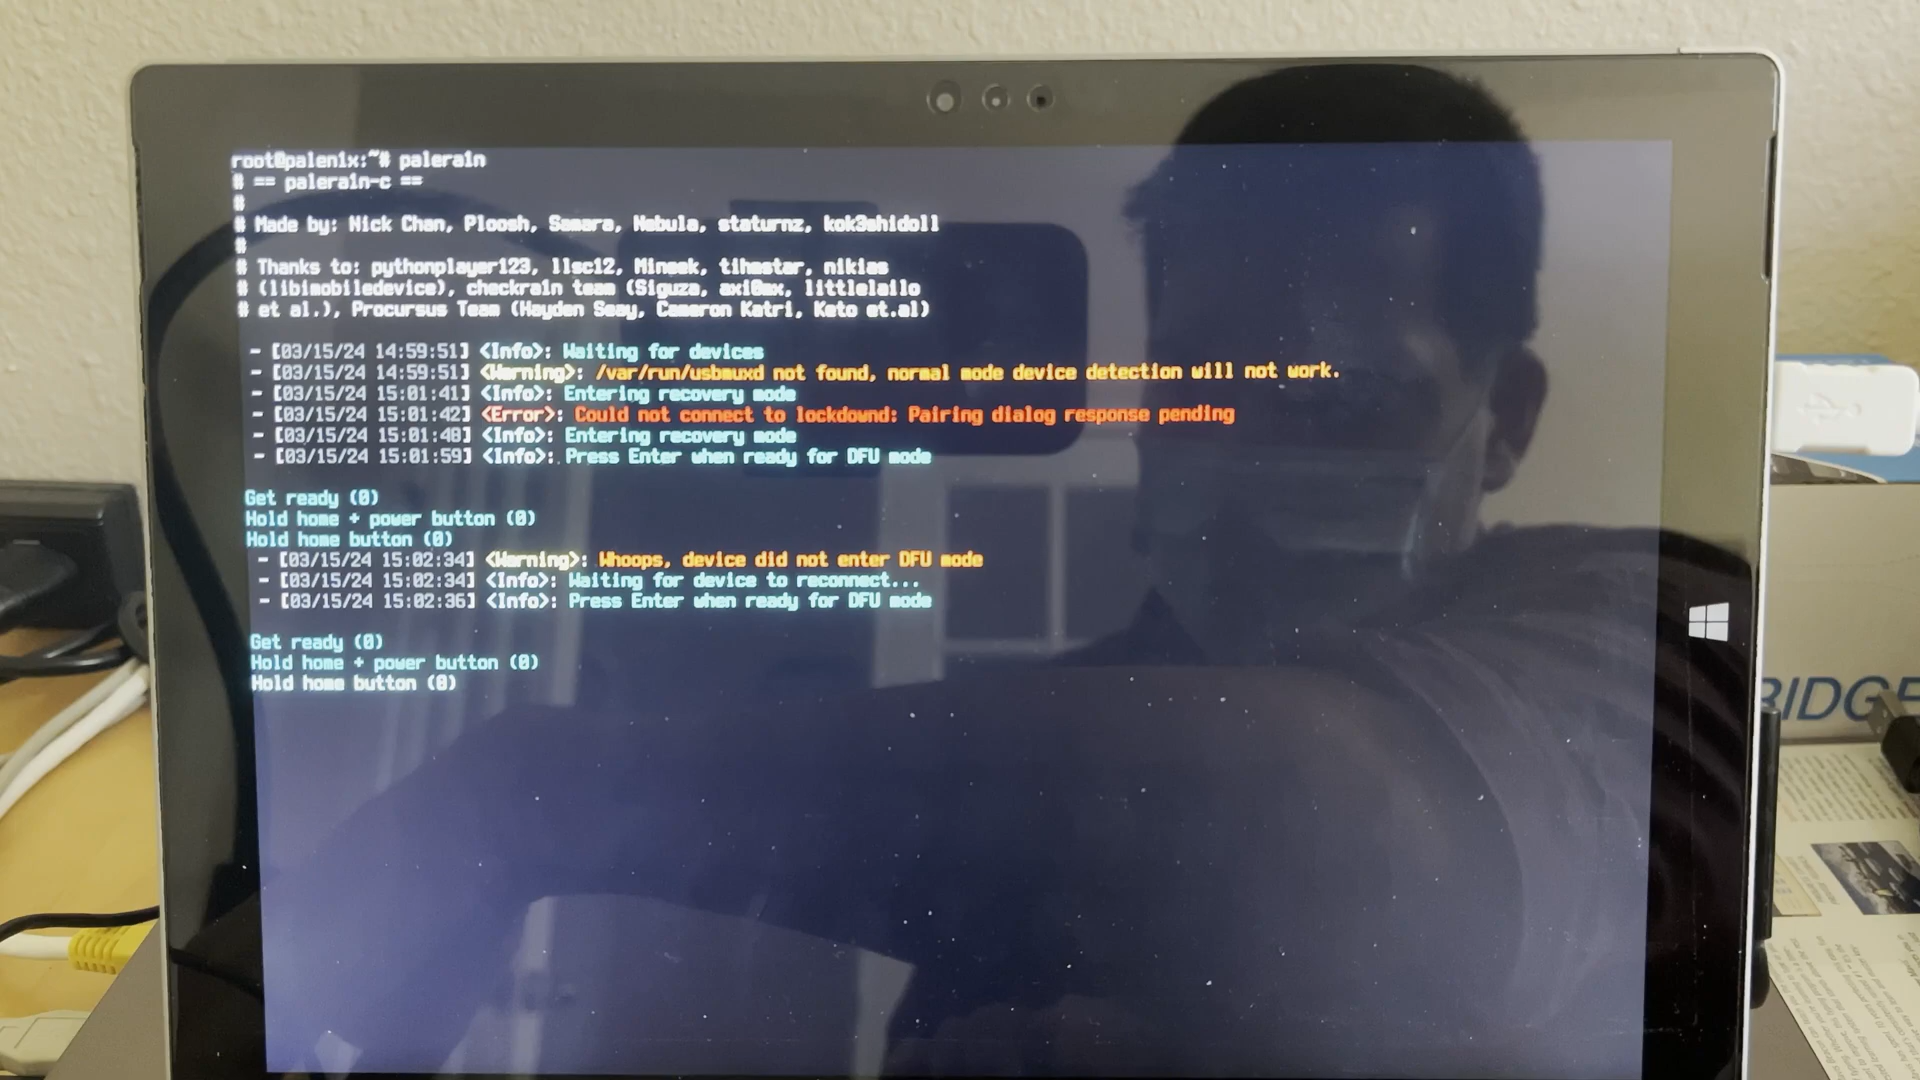 root@palen1x:~# palera1n
# == palera1n-c ==
#
# Made by: Nick Chan, Ploosh, Samara, Nebula, staturnz, kok3shidoll
#
# Thanks to: pythonplayer123, llsc12, Mineek, tihmstar, nikias
# (libimobiledevice), checkra1n team (Siguza, axi0mx, littlelailo
# et al.), Procursus Team (Hayden Seay, Cameron Katri, Keto et.al)
- [03/15/24 14:59:51] <Info>: Waiting for devices
- [03/15/24 14:59:51] <Warning>: /var/run/usbmuxd not found, normal mode device detection will not work.
- [03/15/24 15:01:41] <Info>: Entering recovery mode
- [03/15/24 15:01:42] <Error>: Could not connect to lockdownd: Pairing dialog response pending
- [03/15/24 15:01:48] <Info>: Entering recovery mode
- [03/15/24 15:01:59] <Info>: Press Enter when ready for DFU mode
Get ready (0)
Hold home + power button (0)
Hold home button (0)
- [03/15/24 15:02:34] <Warning>: Whoops, device did not enter DFU mode
- [03/15/24 15:02:34] <Info>: Waiting for device to reconnect...
- [03/15/24 15:02:36] <Info>: Press Enter when ready for DFU mode
Get ready (0)
Hold home + power button (0)
Hold home button (0)
BIDGE